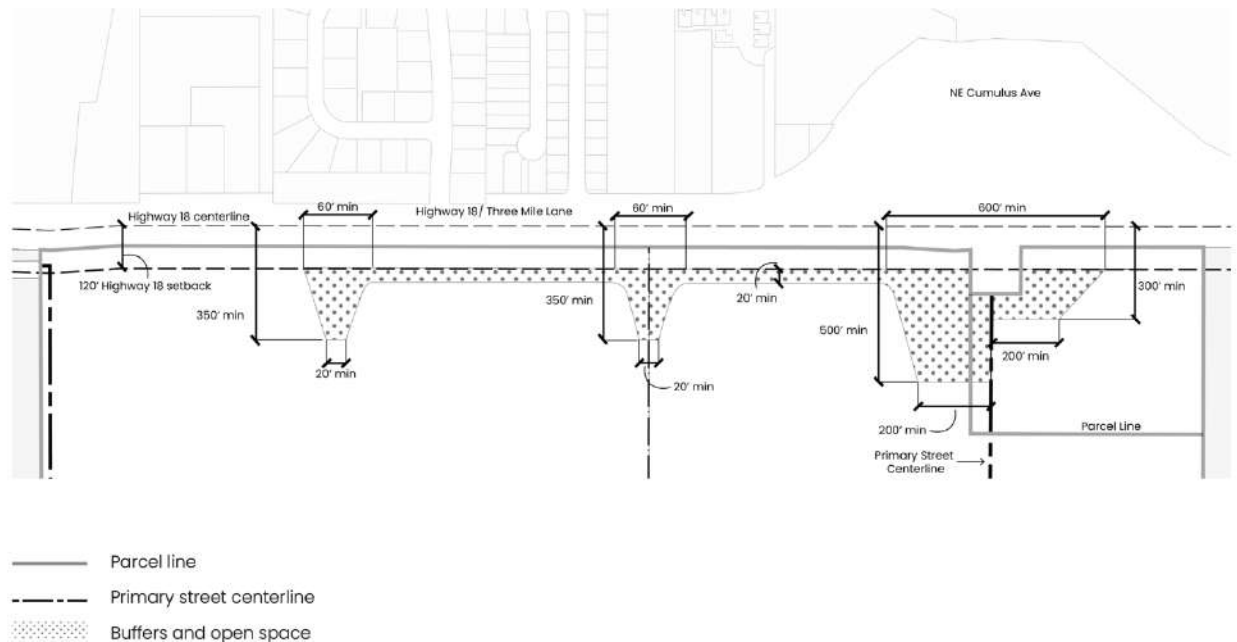 NE Cumulus Ave
Highway 18 centerline
60' min
Highway 18/ Three Mile Lane
60' min
600' min
120' Highway 18 setback
350' min
350' min
20' min
300' min
500' min
20' min
20' min
200' min
200' min
Parcel Line
Primary Street
Centerline
Parcel line
Primary street centerline
Buffers and open space